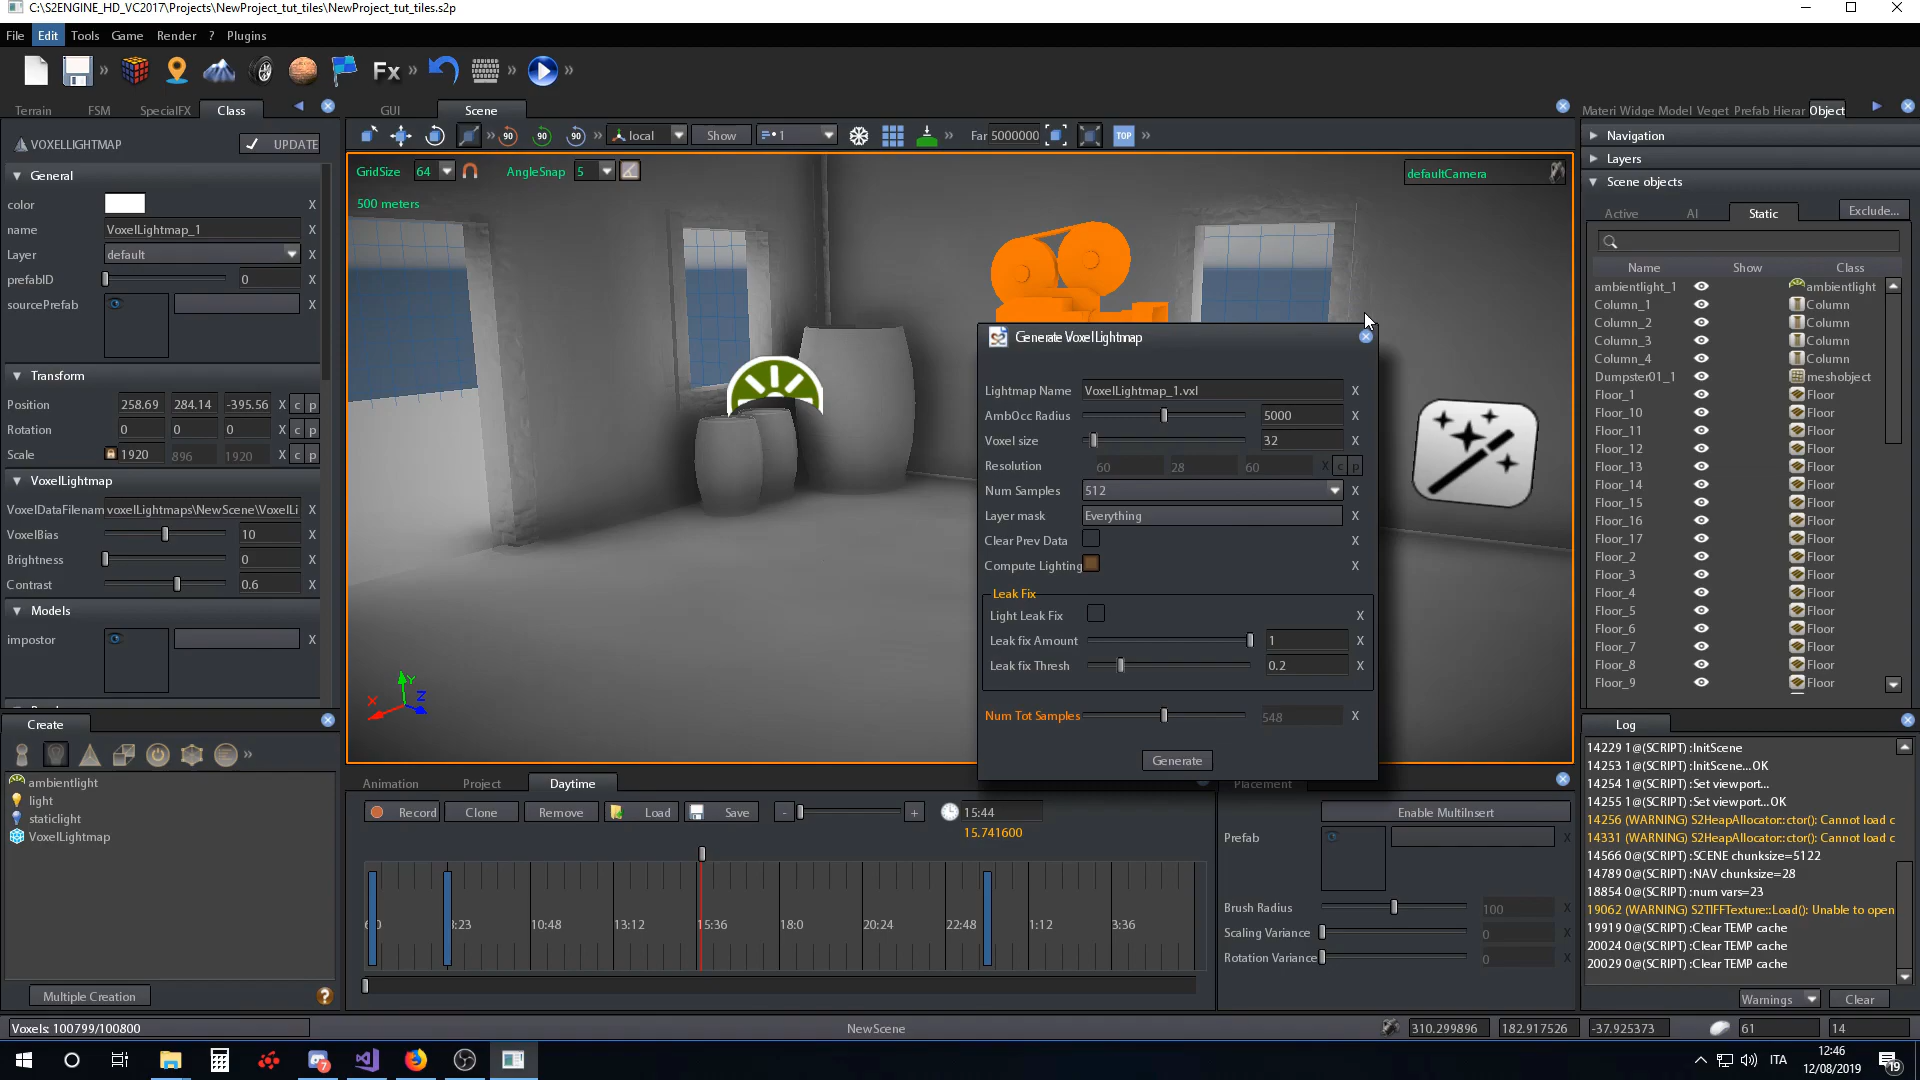 C:\S2ENGINE_HD_VC2017\Projects\NewProject_tut_tiles\NewProject_tut_tiles.s2p
File Edit Tools Game Render ? Plugins
Fx
Terrain FSM SpecialFX Class
VOXELLIGHTMAP UPDATE
General
color X
name VoxelLightmap_1 X
Layer default X
prefabID 0 X
sourcePrefab X
Transform
Position 258.69 284.14 -395.56 X c p
Rotation 0 0 0 X c p
Scale 1920 896 1920 X c p
VoxelLightmap
VoxelDataFilenam voxelLightmaps\NewScene\VoxelLi X
VoxelBias 10 X
Brightness 0 X
Contrast 0.6 X
Models
impostor X
Create
ambientlight
light
staticlight
VoxelLightmap
Multiple Creation ?
Voxels: 100799/100800
GUI Scene
90 90 90 local Show 1 Far 5000000 TOP
GridSize 64 AngleSnap 5
500 meters
defaultCamera
X Y Z
Generate VoxelLightmap
Lightmap Name VoxelLightmap_1.vxl X
AmbOcc Radius 5000 X
Voxel size 32 X
Resolution 60 28 60 X c p
Num Samples 512 X
Layer mask Everything X
Clear Prev Data X
Compute Lighting X
Leak Fix
Light Leak Fix X
Leak fix Amount 1 X
Leak fix Thresh 0.2 X
Num Tot Samples 548 X
Generate
Animation Project Daytime
Record Clone Remove Load Save - + 15:44
15.741600
10:48 13:12 15:36 18:0 20:24 22:48 1:12 3:36
Placement
Enable MultiInsert
Prefab X
Brush Radius 100 X
Scaling Variance 0 X
Rotation Variance 0 X
NewScene
310.299896 182.917526 -37.925373 61 14
Materi Widge Model Veget Prefab Hierar Object
Navigation
Layers
Scene objects
Active AI Static Exclude...
Name Show Class
ambientlight_1 ambientlight
Column_1 Column
Column_2 Column
Column_3 Column
Column_4 Column
Dumpster01_1 meshobject
Floor_1 Floor
Floor_10 Floor
Floor_11 Floor
Floor_12 Floor
Floor_13 Floor
Floor_14 Floor
Floor_15 Floor
Floor_16 Floor
Floor_17 Floor
Floor_2 Floor
Floor_3 Floor
Floor_4 Floor
Floor_5 Floor
Floor_6 Floor
Floor_7 Floor
Floor_8 Floor
Floor_9 Floor
Log
14229 1@(SCRIPT) :InitScene
14253 1@(SCRIPT) :InitScene...OK
14254 1@(SCRIPT) :Set viewport...
14255 1@(SCRIPT) :Set viewport...OK
14256 (WARNING) S2HeapAllocator::ctor(): Cannot load c
14331 (WARNING) S2HeapAllocator::ctor(): Cannot load c
14566 0@(SCRIPT) :SCENE chunksize=5122
14789 0@(SCRIPT) :NAV chunksize=28
18854 0@(SCRIPT) :num vars=23
19062 (WARNING) S2TIFFTexture::Load(): Unable to open
19919 0@(SCRIPT) :Clear TEMP cache
20024 0@(SCRIPT) :Clear TEMP cache
20029 0@(SCRIPT) :Clear TEMP cache
Warnings Clear
7 ITA 12:46
12/08/2019 19